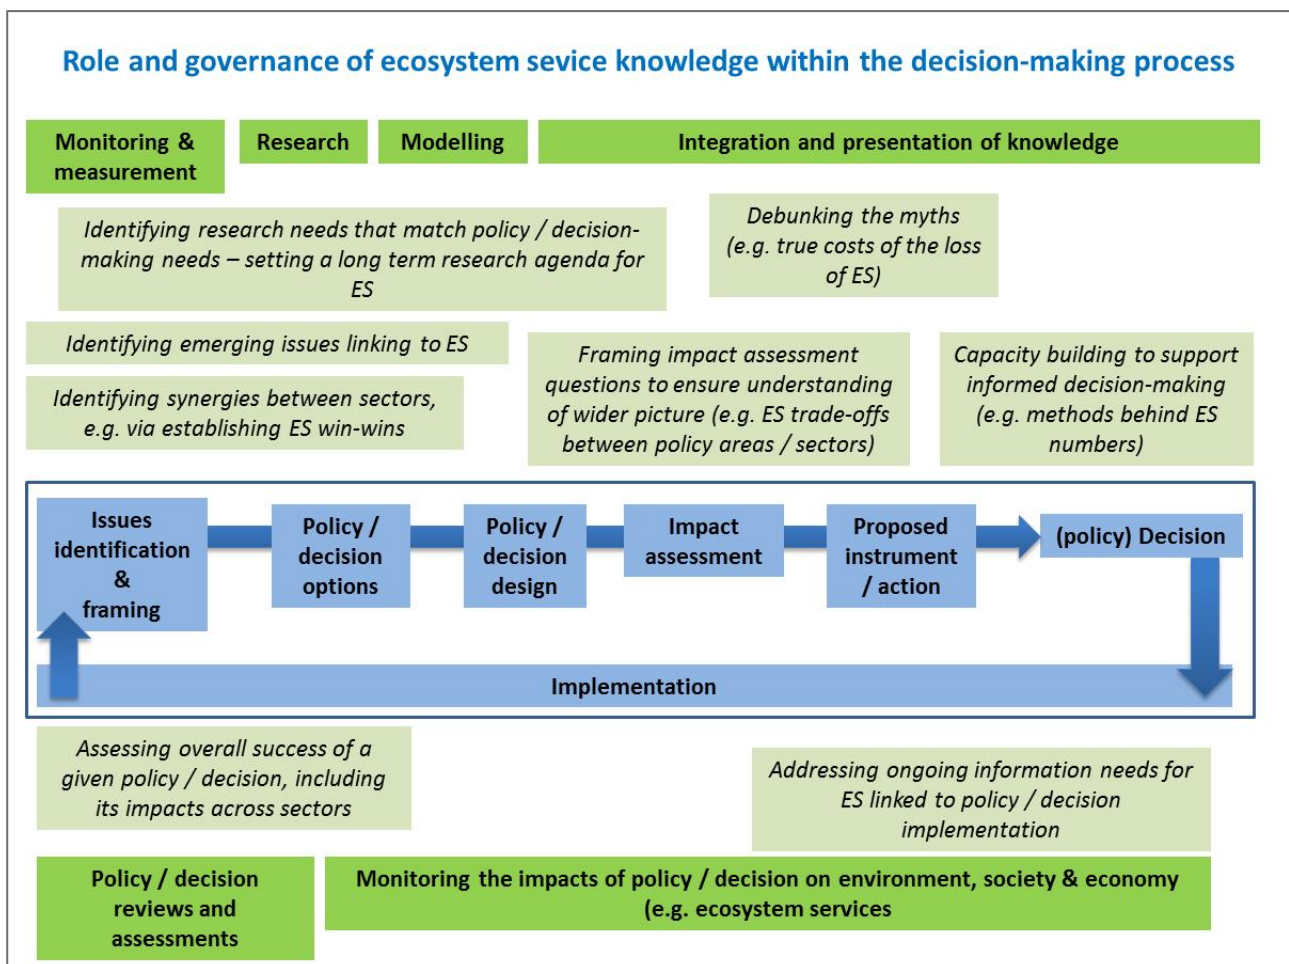 Role and governance of ecosystem sevice knowledge within the decision-making process
Monitoring &
measurement
Research
Modelling
Integration and presentation of knowledge
Identifying research needs that match policy / decision-
making needs – setting a long term research agenda for
ES
Debunking the myths
(e.g. true costs of the loss
of ES)
Identifying emerging issues linking to ES
Identifying synergies between sectors,
e.g. via establishing ES win-wins
Framing impact assessment
questions to ensure understanding
of wider picture (e.g. ES trade-offs
between policy areas / sectors)
Capacity building to support
informed decision-making
(e.g. methods behind ES
numbers)
Issues
identification
&
framing
Policy /
decision
options
Policy /
decision
design
Impact
assessment
Proposed
instrument
/ action
(policy) Decision
Implementation
Assessing overall success of a
given policy / decision, including
its impacts across sectors
Addressing ongoing information needs for
ES linked to policy / decision
implementation
Policy / decision
reviews and
assessments
Monitoring the impacts of policy / decision on environment, society & economy
(e.g. ecosystem services